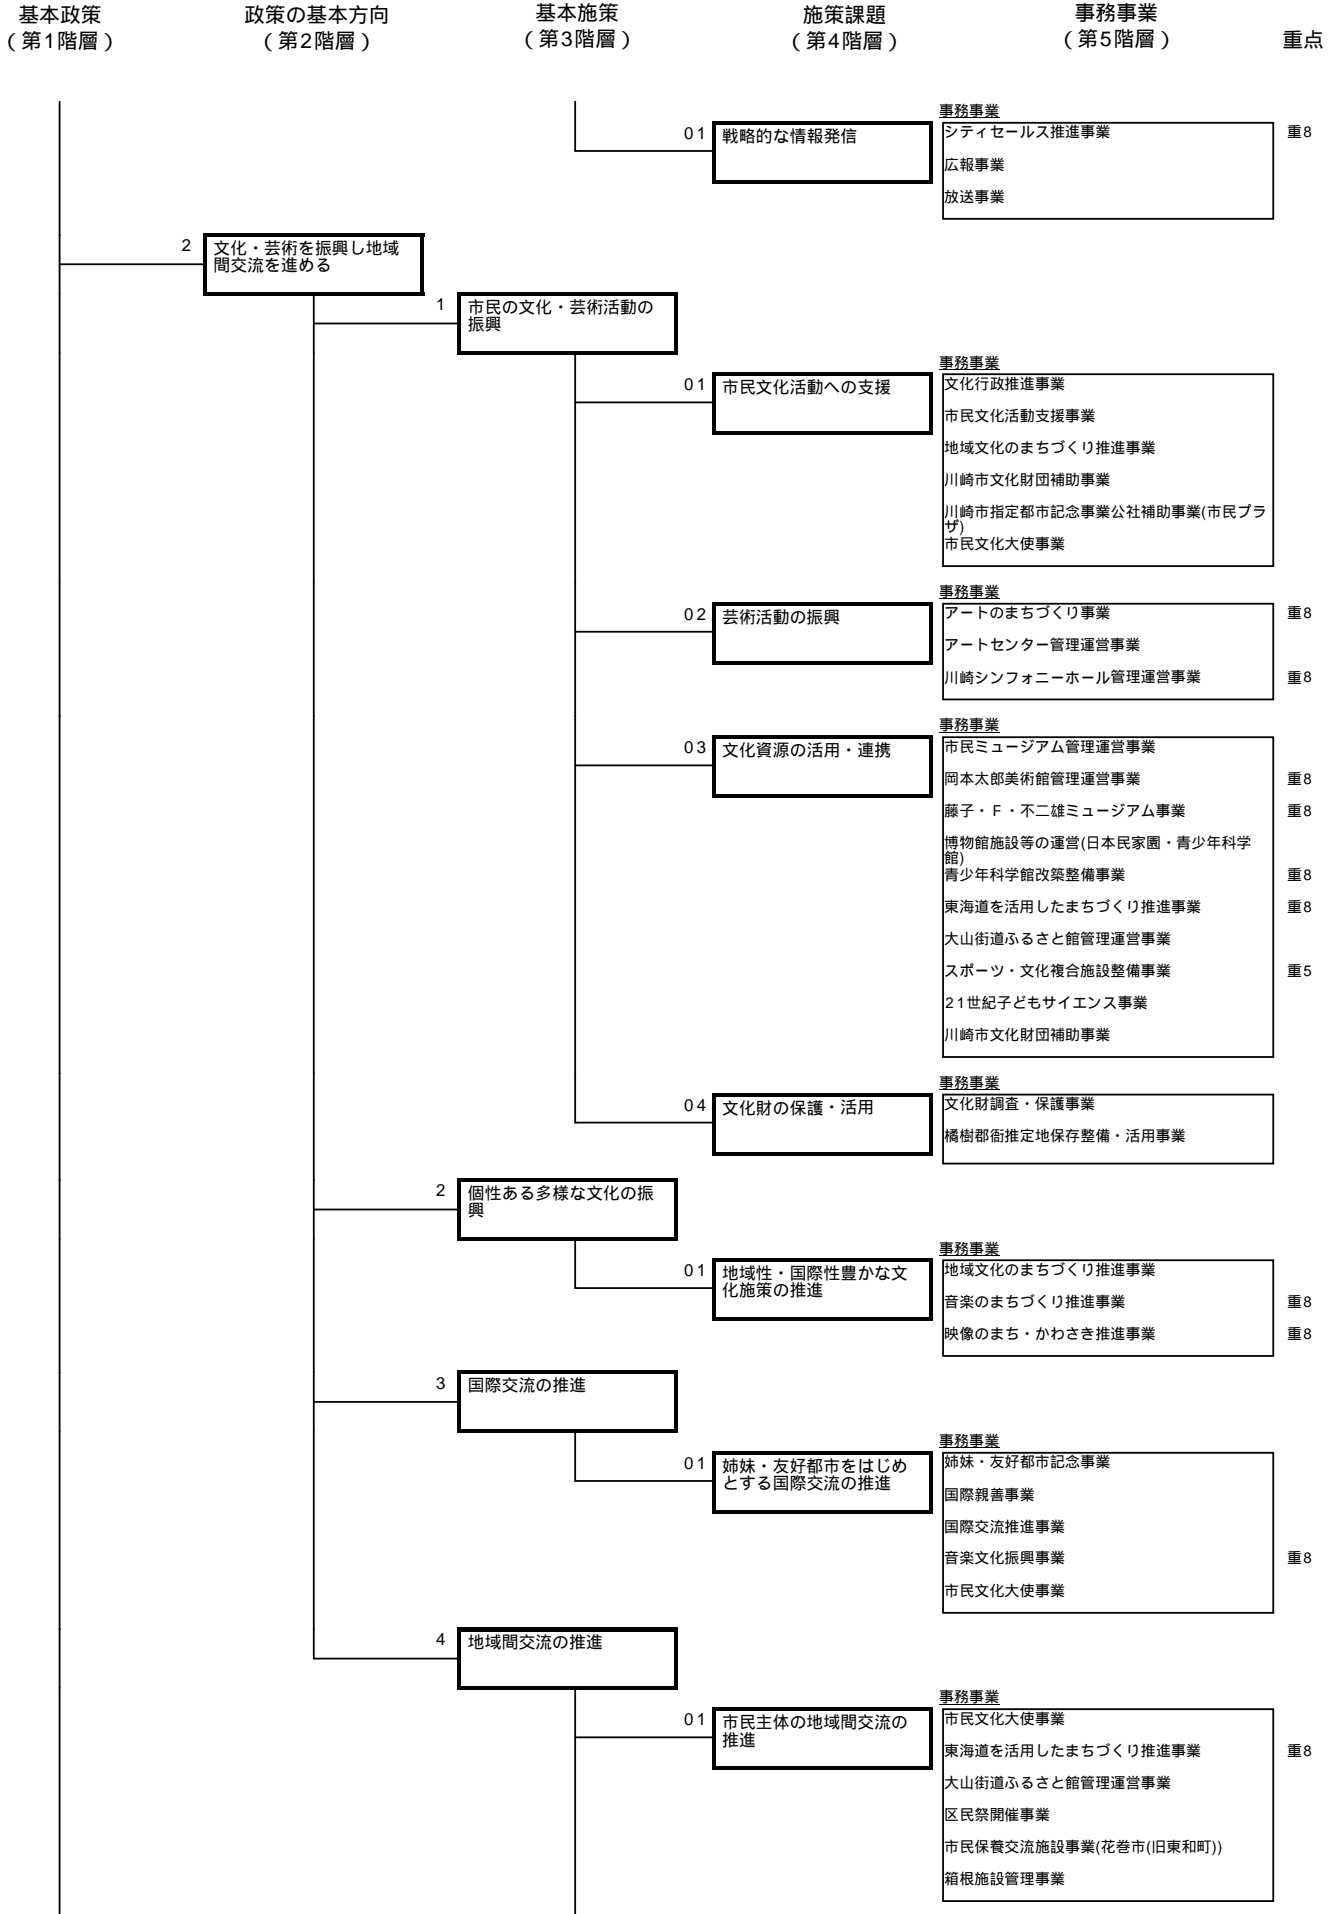 基本政策 政策の基本方向 基本施策 施策課題 事務事業
（第1階層） （第2階層） （第3階層） （第4階層） （第5階層） 重点
事務事業
01 戦略的な情報発信
シティセールス推進事業 重8
広報事業
放送事業
2 文化・芸術を振興し地域
間交流を進める
1 市民の文化・芸術活動の
振興
事務事業
01 市民文化活動への支援
文化行政推進事業
市民文化活動支援事業
地域文化のまちづくり推進事業
川崎市文化財団補助事業
川崎市指定都市記念事業公社補助事業(市民プラ
ザ)
市民文化大使事業
事務事業
02 芸術活動の振興
アートのまちづくり事業 重8
アートセンター管理運営事業
川崎シンフォニーホール管理運営事業 重8
事務事業
03 文化資源の活用・連携
市民ミュージアム管理運営事業
岡本太郎美術館管理運営事業 重8
藤子・F・不二雄ミュージアム事業 重8
博物館施設等の運営(日本民家園・青少年科学
館)
青少年科学館改築整備事業 重8
東海道を活用したまちづくり推進事業 重8
大山街道ふるさと館管理運営事業
スポーツ・文化複合施設整備事業 重5
21世紀子どもサイエンス事業
川崎市文化財団補助事業
事務事業
04 文化財の保護・活用
文化財調査・保護事業
橘樹郡衙推定地保存整備・活用事業
2 個性ある多様な文化の振
興
事務事業
01 地域性・国際性豊かな文
化施策の推進
地域文化のまちづくり推進事業
音楽のまちづくり推進事業 重8
映像のまち・かわさき推進事業 重8
3 国際交流の推進
事務事業
01 姉妹・友好都市をはじめ
とする国際交流の推進
姉妹・友好都市記念事業
国際親善事業
国際交流推進事業
音楽文化振興事業 重8
市民文化大使事業
4 地域間交流の推進
事務事業
01 市民主体の地域間交流の
推進
市民文化大使事業
東海道を活用したまちづくり推進事業 重8
大山街道ふるさと館管理運営事業
区民祭開催事業
市民保養交流施設事業(花巻市(旧東和町))
箱根施設管理事業